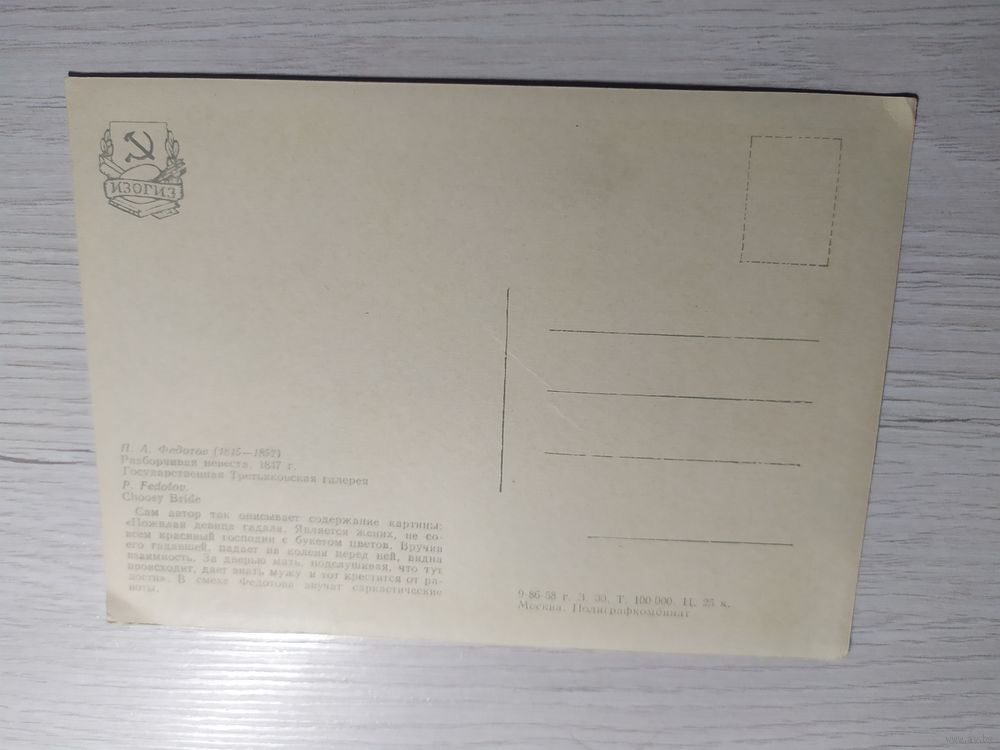 ИЗОГИЗ
П. А. Федотов (1815—1852)
Разборчивая невеста. 1847 г.
Государственная Третьяковская галерея
P. Fedotov.
Choosy Bride
Сам автор так описывает содержание картины:
«Пожилая девица гадала. Является жених, не со-
всем красивый господин с букетом цветов. Вручив
его гадавшей, падает на колени перед ней, видна
взаимность. За дверью мать, подслушивая, что тут
происходит, дает знать мужу и тот крестится от ра-
дости». В смехе Федотова звучат саркастические
ноты.
9-86-58 г. З. 30. Т. 100 000. Ц. 25 к.
Москва. Полиграфкомбинат